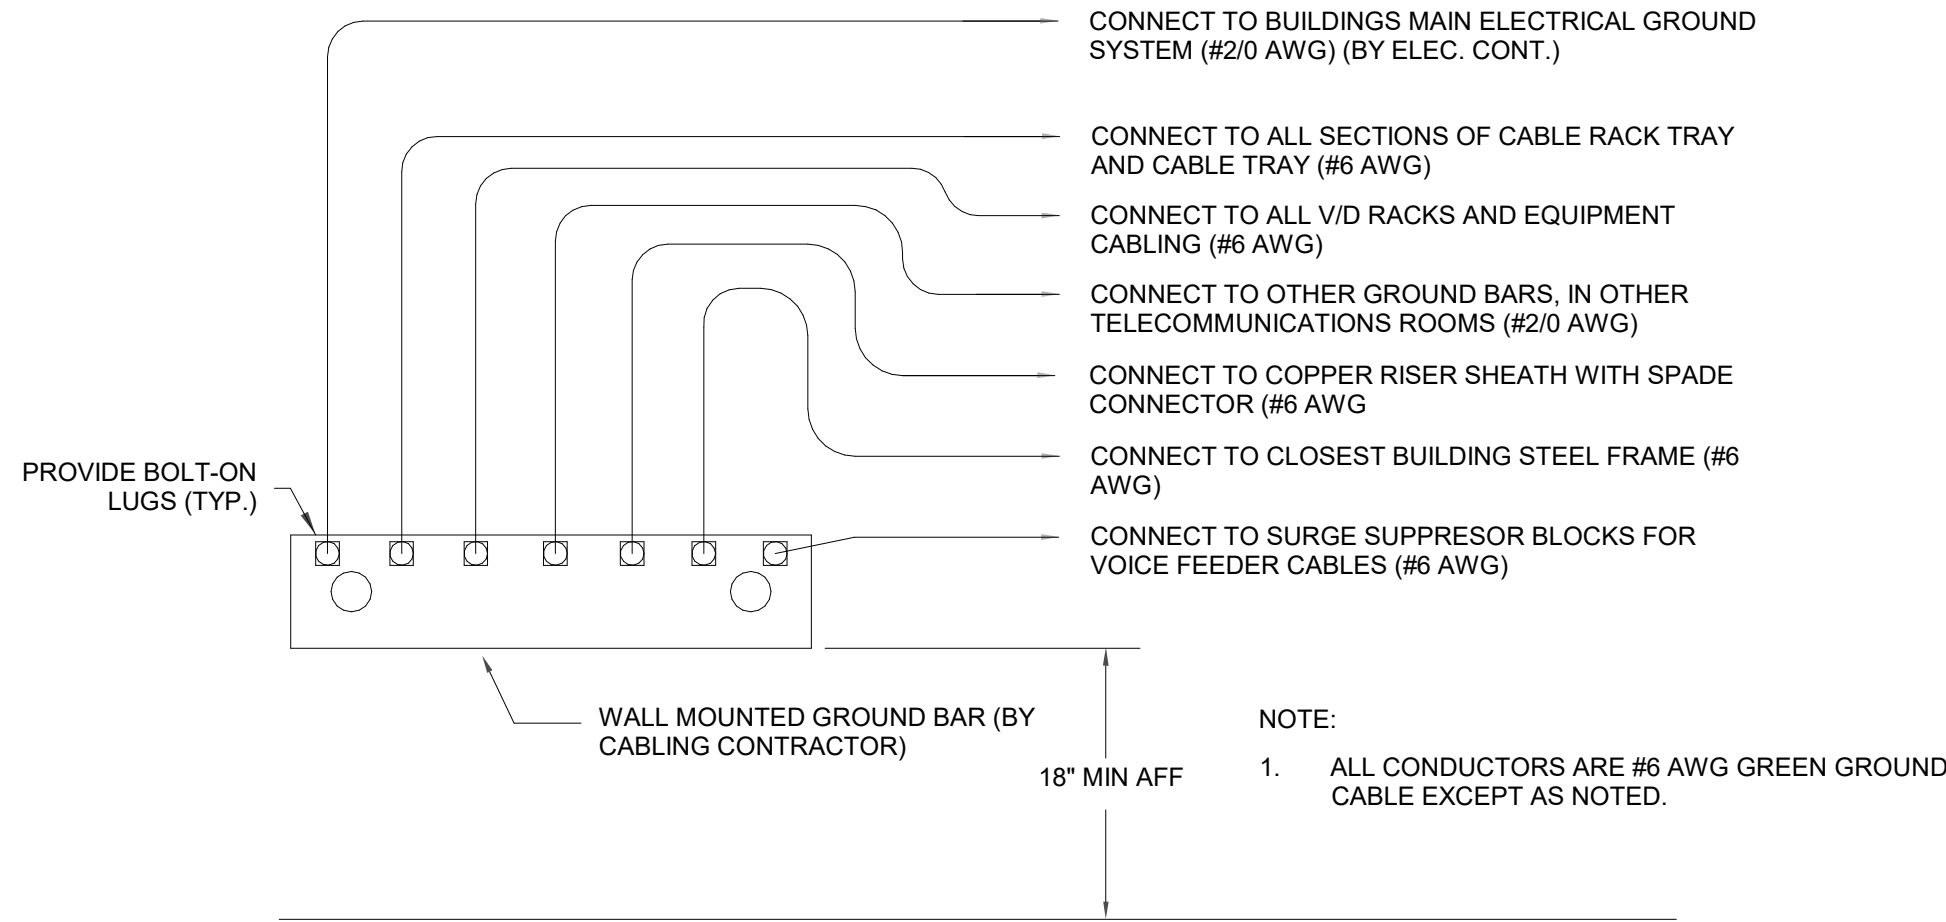 CONNECT TO BUILDINGS MAIN ELECTRICAL GROUND
SYSTEM (#2/0 AWG) (BY ELEC. CONT.)
CONNECT TO ALL SECTIONS OF CABLE RACK TRAY
AND CABLE TRAY (#6 AWG)
CONNECT TO ALL V/D RACKS AND EQUIPMENT
CABLING (#6 AWG)
CONNECT TO OTHER GROUND BARS, IN OTHER
TELECOMMUNICATIONS ROOMS (#2/0 AWG)
CONNECT TO COPPER RISER SHEATH WITH SPADE
CONNECTOR (#6 AWG
CONNECT TO CLOSEST BUILDING STEEL FRAME (#6
AWG)
CONNECT TO SURGE SUPPRESOR BLOCKS FOR
VOICE FEEDER CABLES (#6 AWG)
PROVIDE BOLT-ON
LUGS (TYP.)
WALL MOUNTED GROUND BAR (BY
CABLING CONTRACTOR)
18" MIN AFF
NOTE:
1. ALL CONDUCTORS ARE #6 AWG GREEN GROUND
CABLE EXCEPT AS NOTED.